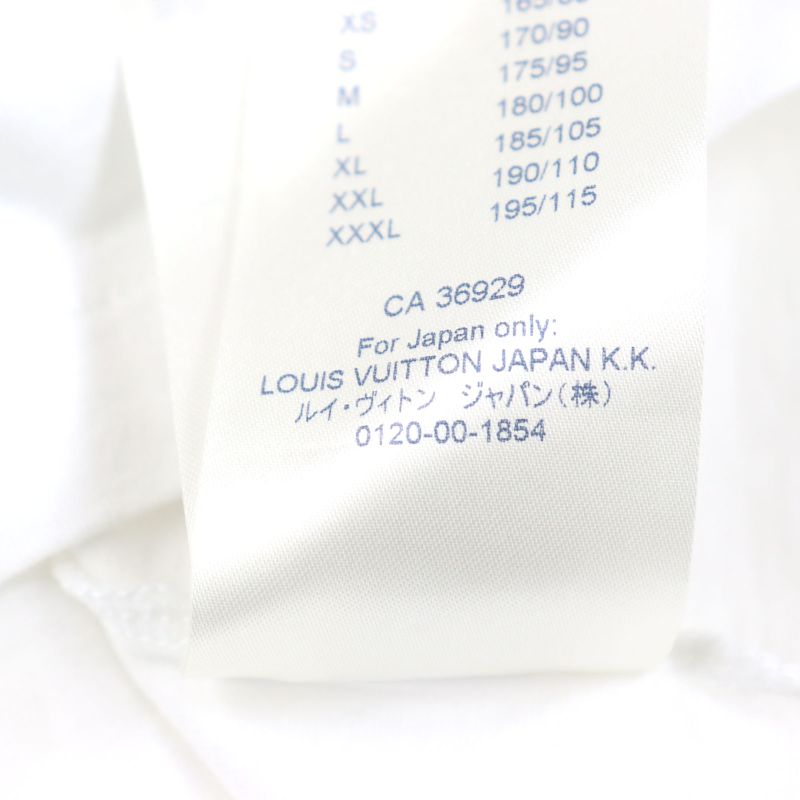 XS
S 170/90
M 175/95
L 180/100
XL 185/105
XXL 190/110
XXXL 195/115
CA 36929
For Japan only:
LOUIS VUITTON JAPAN K.K.
ルイ・ヴィトン　ジャパン(株)
0120-00-1854